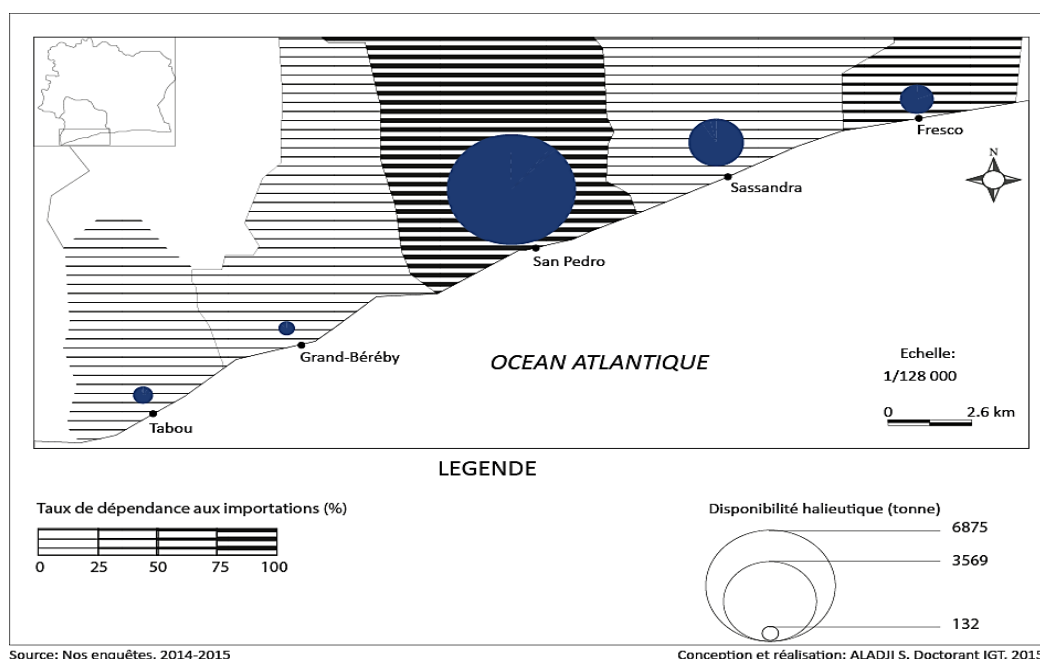 Fresco
N
Sassandra
San Pedro
Grand-Béréby
OCEAN ATLANTIQUE
Echelle:
1/128 000
0 2.6 km
Tabou
LEGENDE
Taux de dépendance aux importations (%)
0 25 50 75 100
Disponibilité halieutique (tonne)
6875
3569
132
Source: Nos enquêtes, 2014-2015
Conception et réalisation: ALADJI S. Doctorant IGT, 2015